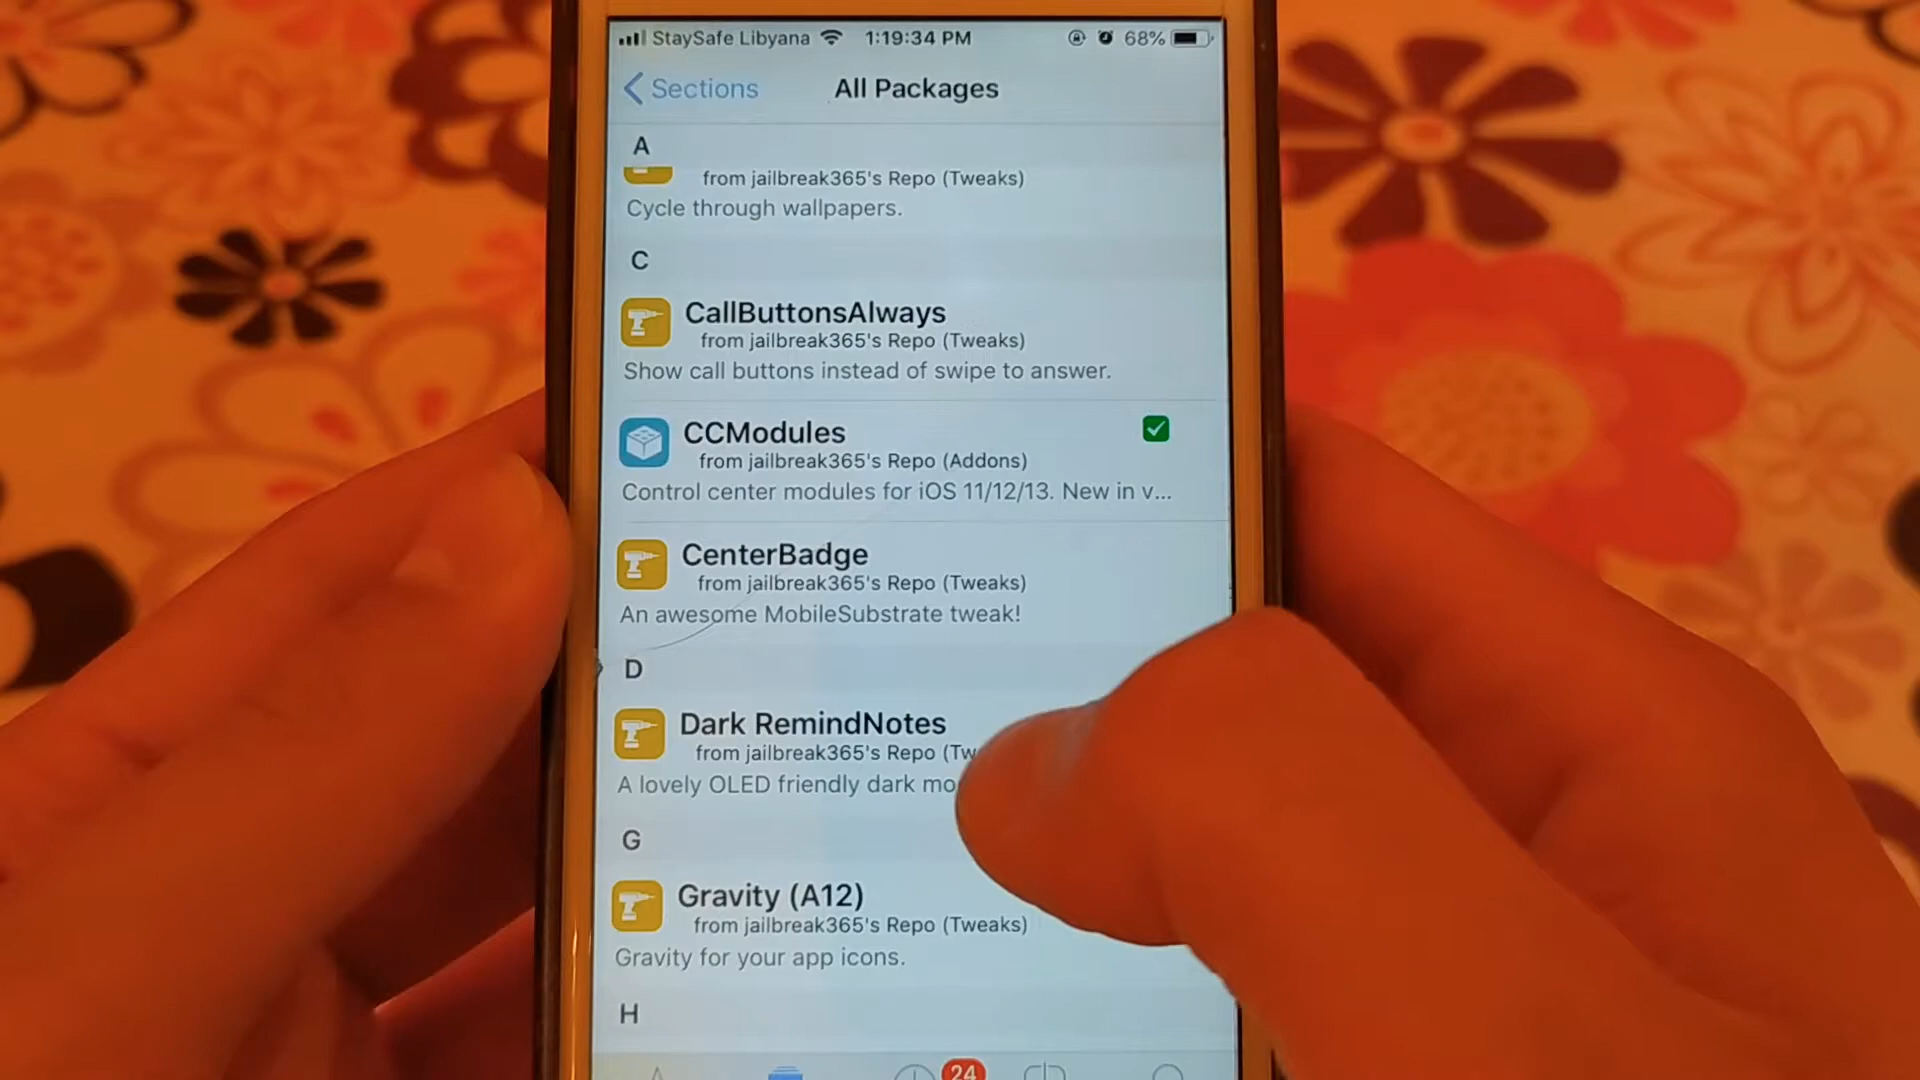 StaySafe Libyana 1:19:34 PM 68%
Sections All Packages
A
from jailbreak365's Repo (Tweaks)
Cycle through wallpapers.
C
CallButtonsAlways
from jailbreak365's Repo (Tweaks)
Show call buttons instead of swipe to answer.
CCModules
from jailbreak365's Repo (Addons)
Control center modules for iOS 11/12/13. New in v...
CenterBadge
from jailbreak365's Repo (Tweaks)
An awesome MobileSubstrate tweak!
D
Dark RemindNotes
from jailbreak365's Repo (Tw
A lovely OLED friendly dark mo
G
Gravity (A12)
from jailbreak365's Repo (Tweaks)
Gravity for your app icons.
H
24